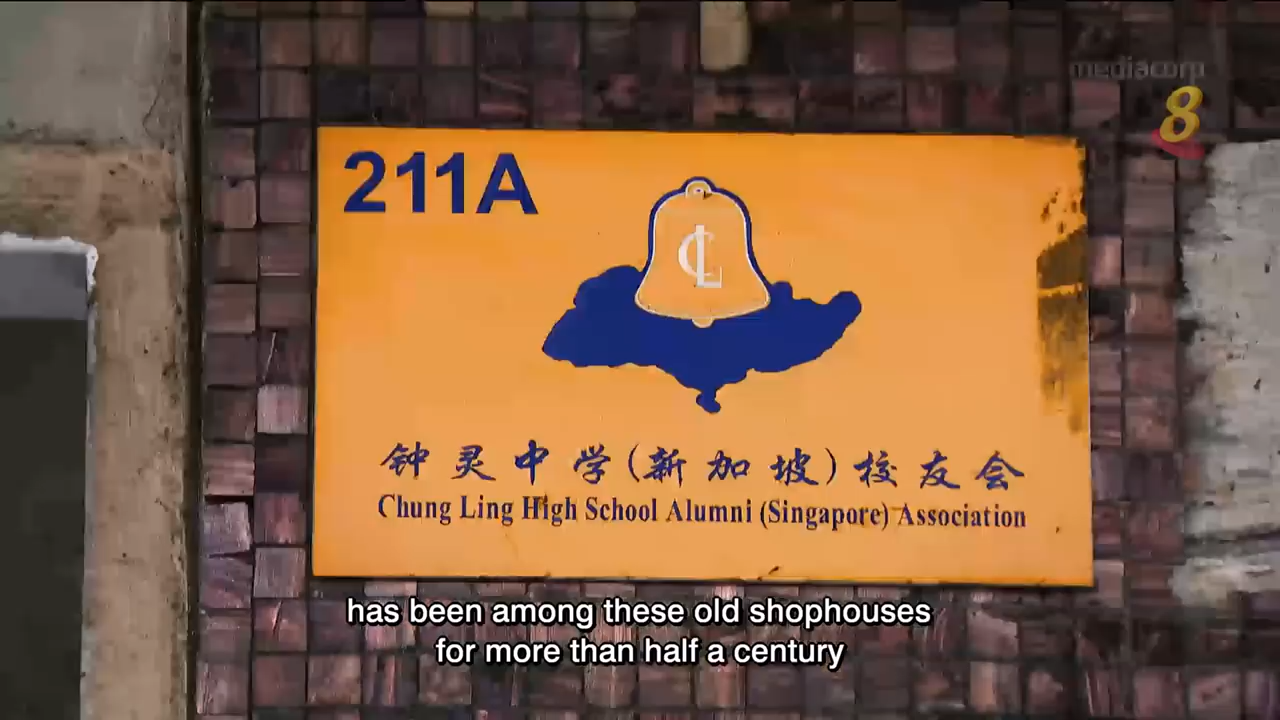 mediacorp
8
211A
CL
钟灵中学(新加坡)校友会
Chung Ling High School Alumni (Singapore) Association
has been among these old shophouses
for more than half a century